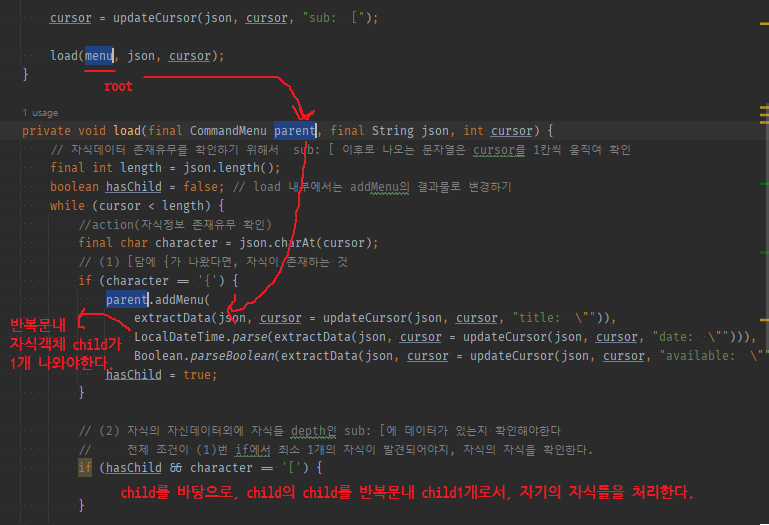 cursor = updateCursor(json, cursor, "sub:  [");
load(menu, json, cursor);
}
root
1 usage
private void load(final CommandMenu parent, final String json, int cursor) {
// 자식데이터 존재유무를 확인하기 위해서  sub: [ 이후로 나오는 문자열은 cursor를 1칸씩 움직여 확인
final int length = json.length();
boolean hasChild = false; // load 내부에서는 addMenu의 결과물로 변경하기
while (cursor < length) {
//action(자식정보 존재유무 확인)
final char character = json.charAt(cursor);
// (1) [담에 {가 나왔다면, 자식이 존재하는 것
if (character == '{') {
parent.addMenu(
extractData(json, cursor = updateCursor(json, cursor, "title:  \"")),
LocalDateTime.parse(extractData(json, cursor = updateCursor(json, cursor, "date:  \""))),
Boolean.parseBoolean(extractData(json, cursor = updateCursor(json, cursor, "available:  \""
hasChild = true;
}
반복문내
자식객체 child가
1개 나와야한다.
// (2) 자식의 자신데이터외에 자식들 depth인 sub: [에 데이터가 있는지 확인해야한다
//     전제 조건이 (1)번 if에서 최소 1개의 자식이 발견되어야지, 자식의 자식을 확인한다.
if (hasChild && character == '[') {
child를 바탕으로, child의 child를 반복문내 child1개로서, 자기의 자식들을 처리한다.
}